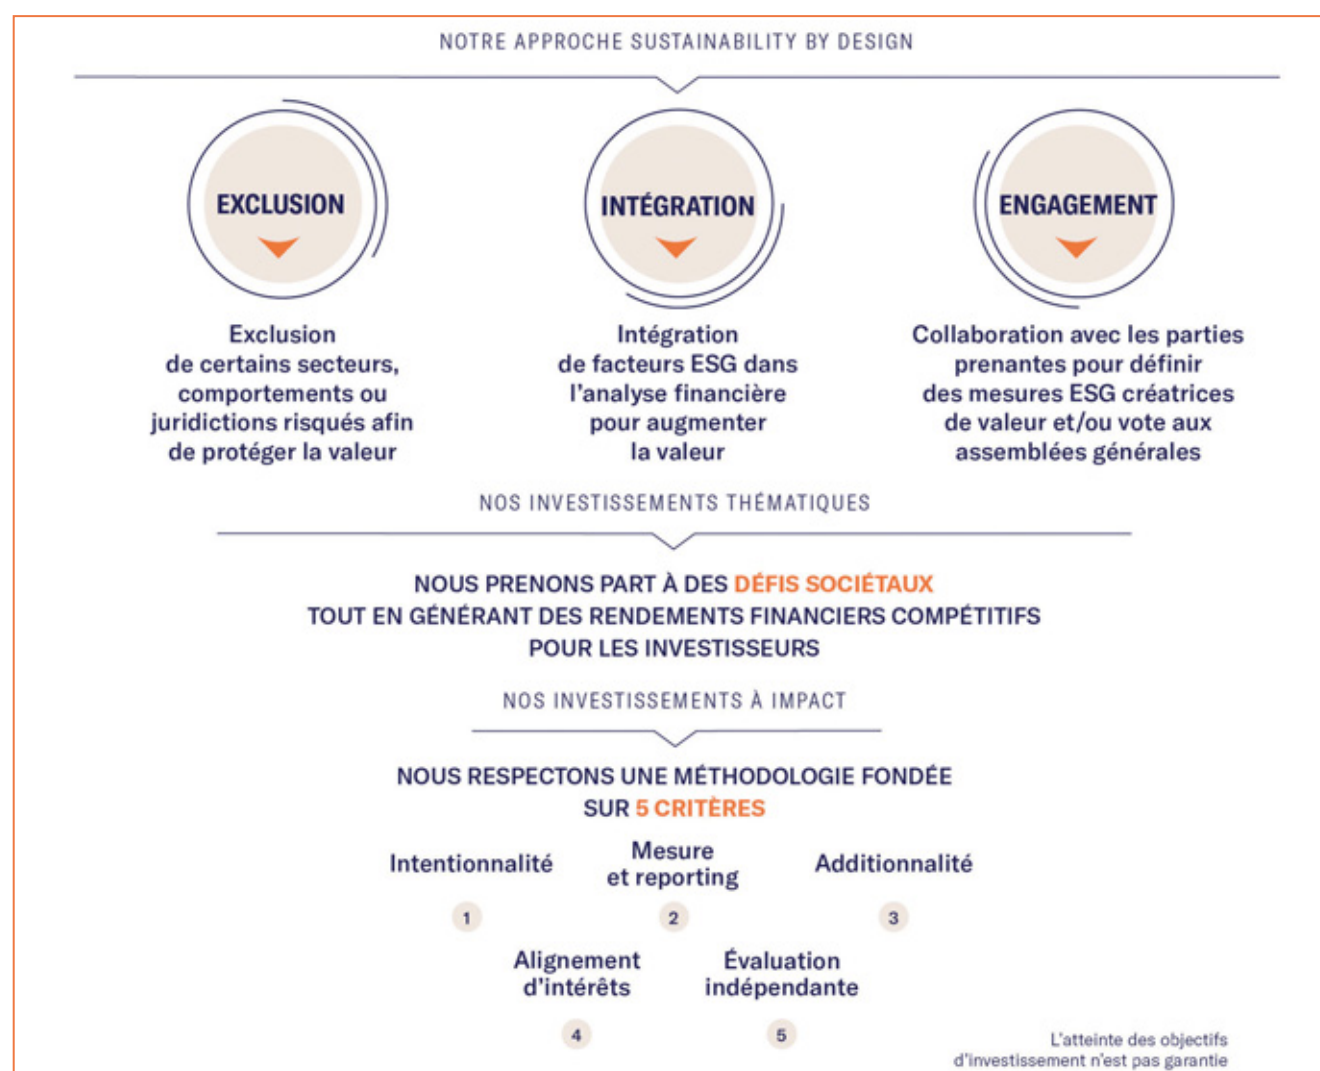 NOTRE APPROCHE SUSTAINABILITY BY DESIGN
EXCLUSION
Exclusion
de certains secteurs,
comportements ou
juridictions risqués afin
de protéger la valeur
INTÉGRATION
Intégration
de facteurs ESG dans
l'analyse financière
pour augmenter
la valeur
ENGAGEMENT
Collaboration avec les parties
prenantes pour définir
des mesures ESG créatrices
de valeur et/ou vote aux
assemblées générales
NOS INVESTISSEMENTS THÉMATIQUES
NOUS PRENONS PART À DES DÉFIS SOCIÉTAUX
TOUT EN GÉNÉRANT DES RENDEMENTS FINANCIERS COMPÉTITIFS
POUR LES INVESTISSEURS
NOS INVESTISSEMENTS À IMPACT
NOUS RESPECTONS UNE MÉTHODOLOGIE FONDÉE
SUR 5 CRITÈRES
Intentionnalité
1
Mesure
et reporting
2
Additionnalité
3
Alignement
d'intérêts
4
Évaluation
indépendante
5
L'atteinte des objectifs
d'investissement n'est pas garantie